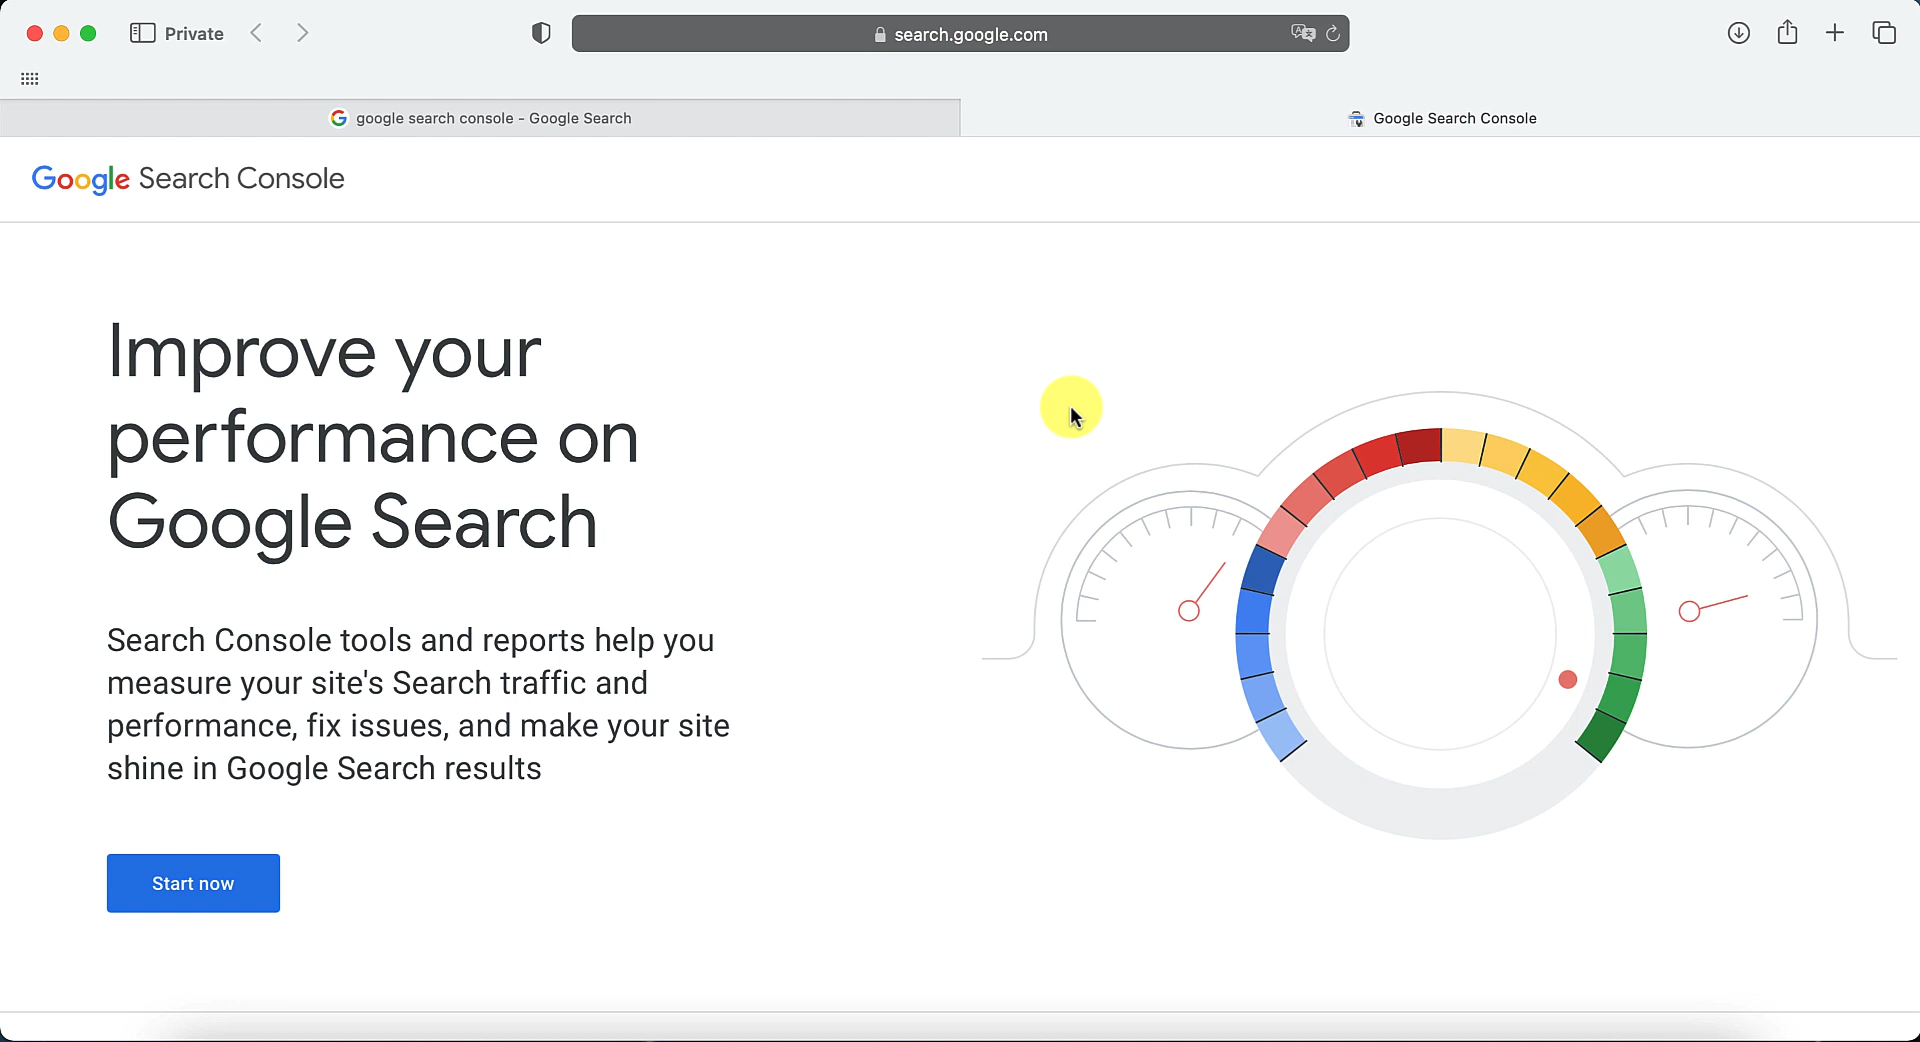 Private
search.google.com
google search console - Google Search
Google Search Console
Google Search Console
Improve your
performance on
Google Search
Search Console tools and reports help you
measure your site's Search traffic and
performance, fix issues, and make your site
shine in Google Search results
Start now